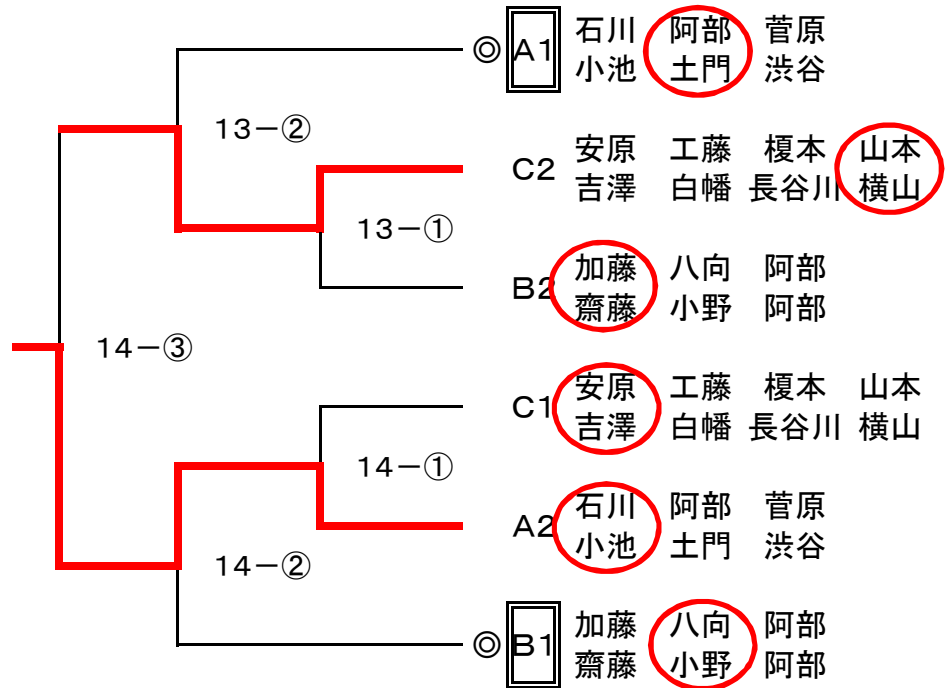 ◎ A1 石川 阿部 菅原
小池 土門 渋谷
13-②
C2 安原 工藤 榎本 山本
吉澤 白幡 長谷川 横山
13-①
B2 加藤 八向 阿部
齋藤 小野 阿部
14-③
C1 安原 工藤 榎本 山本
吉澤 白幡 長谷川 横山
14-①
A2 石川 阿部 菅原
小池 土門 渋谷
14-②
◎ B1 加藤 八向 阿部
齋藤 小野 阿部